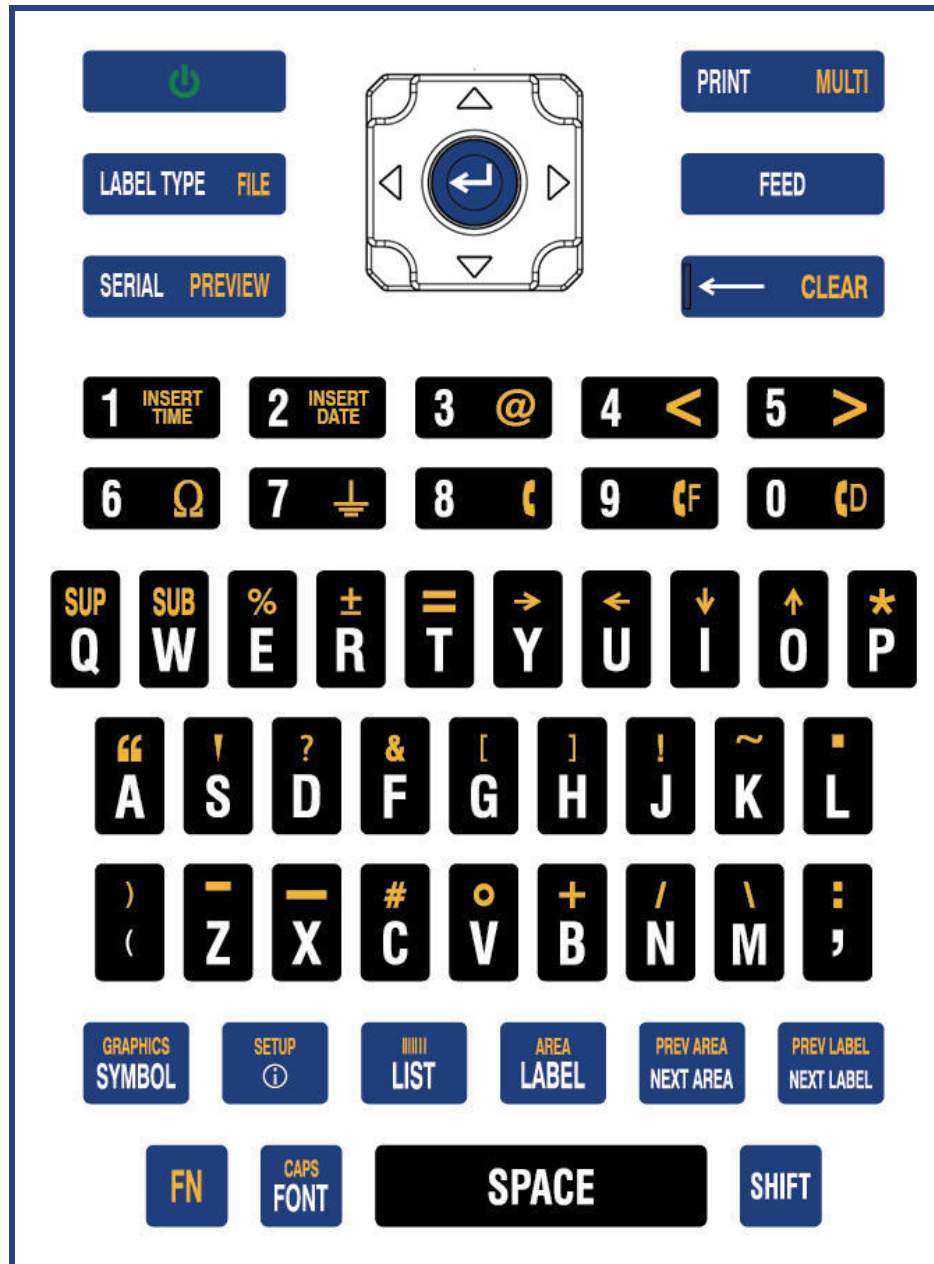 PRINT MULTI
LABEL TYPE FILE
FEED
SERIAL PREVIEW
← CLEAR
1 INSERT TIME 2 INSERT DATE 3 @ 4 < 5 >
6 Ω 7 ⏚ 8 9 F 0 D
SUP SUB % ± = → ← ↓ ↑ *
Q W E R T Y U I O P
“ ' ? & [ ] ! ~ .
A S D F G H J K L
) - — # ° + / \ :
( Z X C V B N M ,
GRAPHICS SETUP AREA PREV AREA PREV LABEL
SYMBOL ⓘ LIST LABEL NEXT AREA NEXT LABEL
CAPS
FN FONT SPACE SHIFT